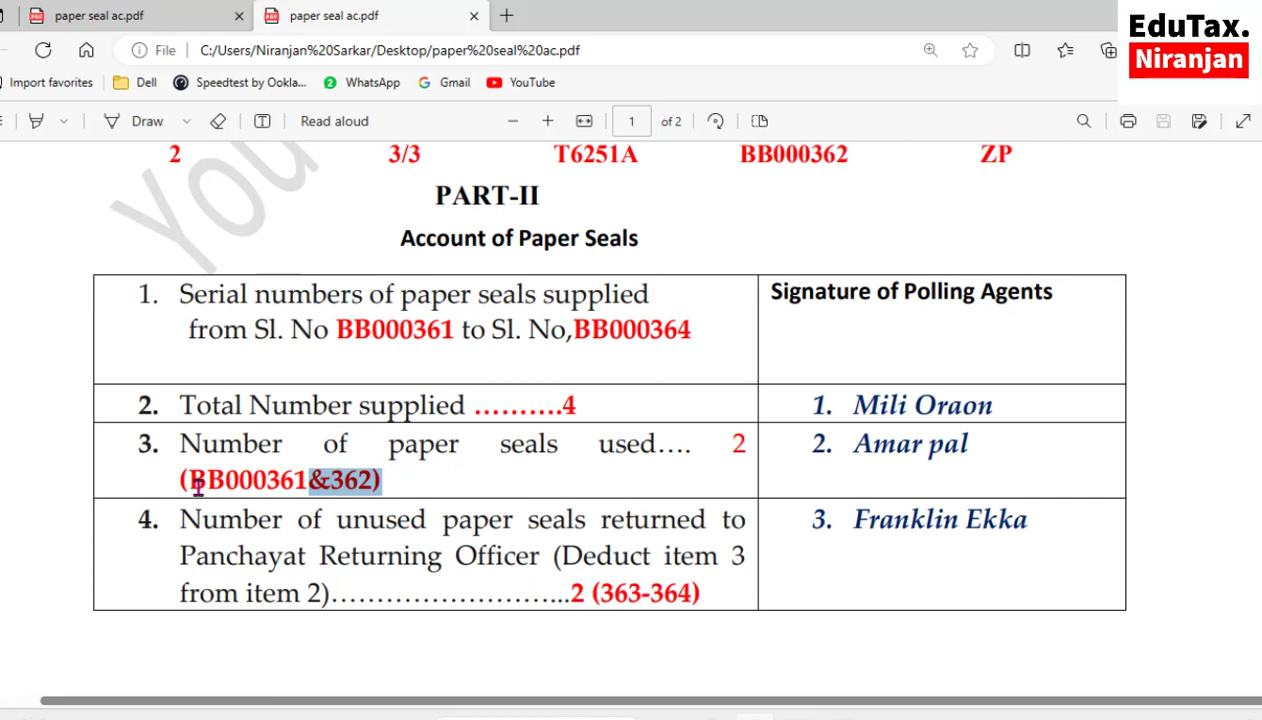 paper seal ac.pdf
paper seal ac.pdf
EduTax.
Niranjan
File C:/Users/Niranjan%20Sarkar/Desktop/paper%20seal%20ac.pdf
Import favorites Dell Speedtest by Ookla... WhatsApp Gmail YouTube
Draw Read aloud 1 of 2
2 3/3 T6251A BB000362 ZP
PART-II
Account of Paper Seals
1. Serial numbers of paper seals supplied
from Sl. No BB000361 to Sl. No,BB000364
Signature of Polling Agents
2. Total Number supplied ……….4
1. Mili Oraon
3. Number of paper seals used…. 2
(BB000361&362)
2. Amar pal
4. Number of unused paper seals returned to
Panchayat Returning Officer (Deduct item 3
from item 2)……………………...2 (363-364)
3. Franklin Ekka
You